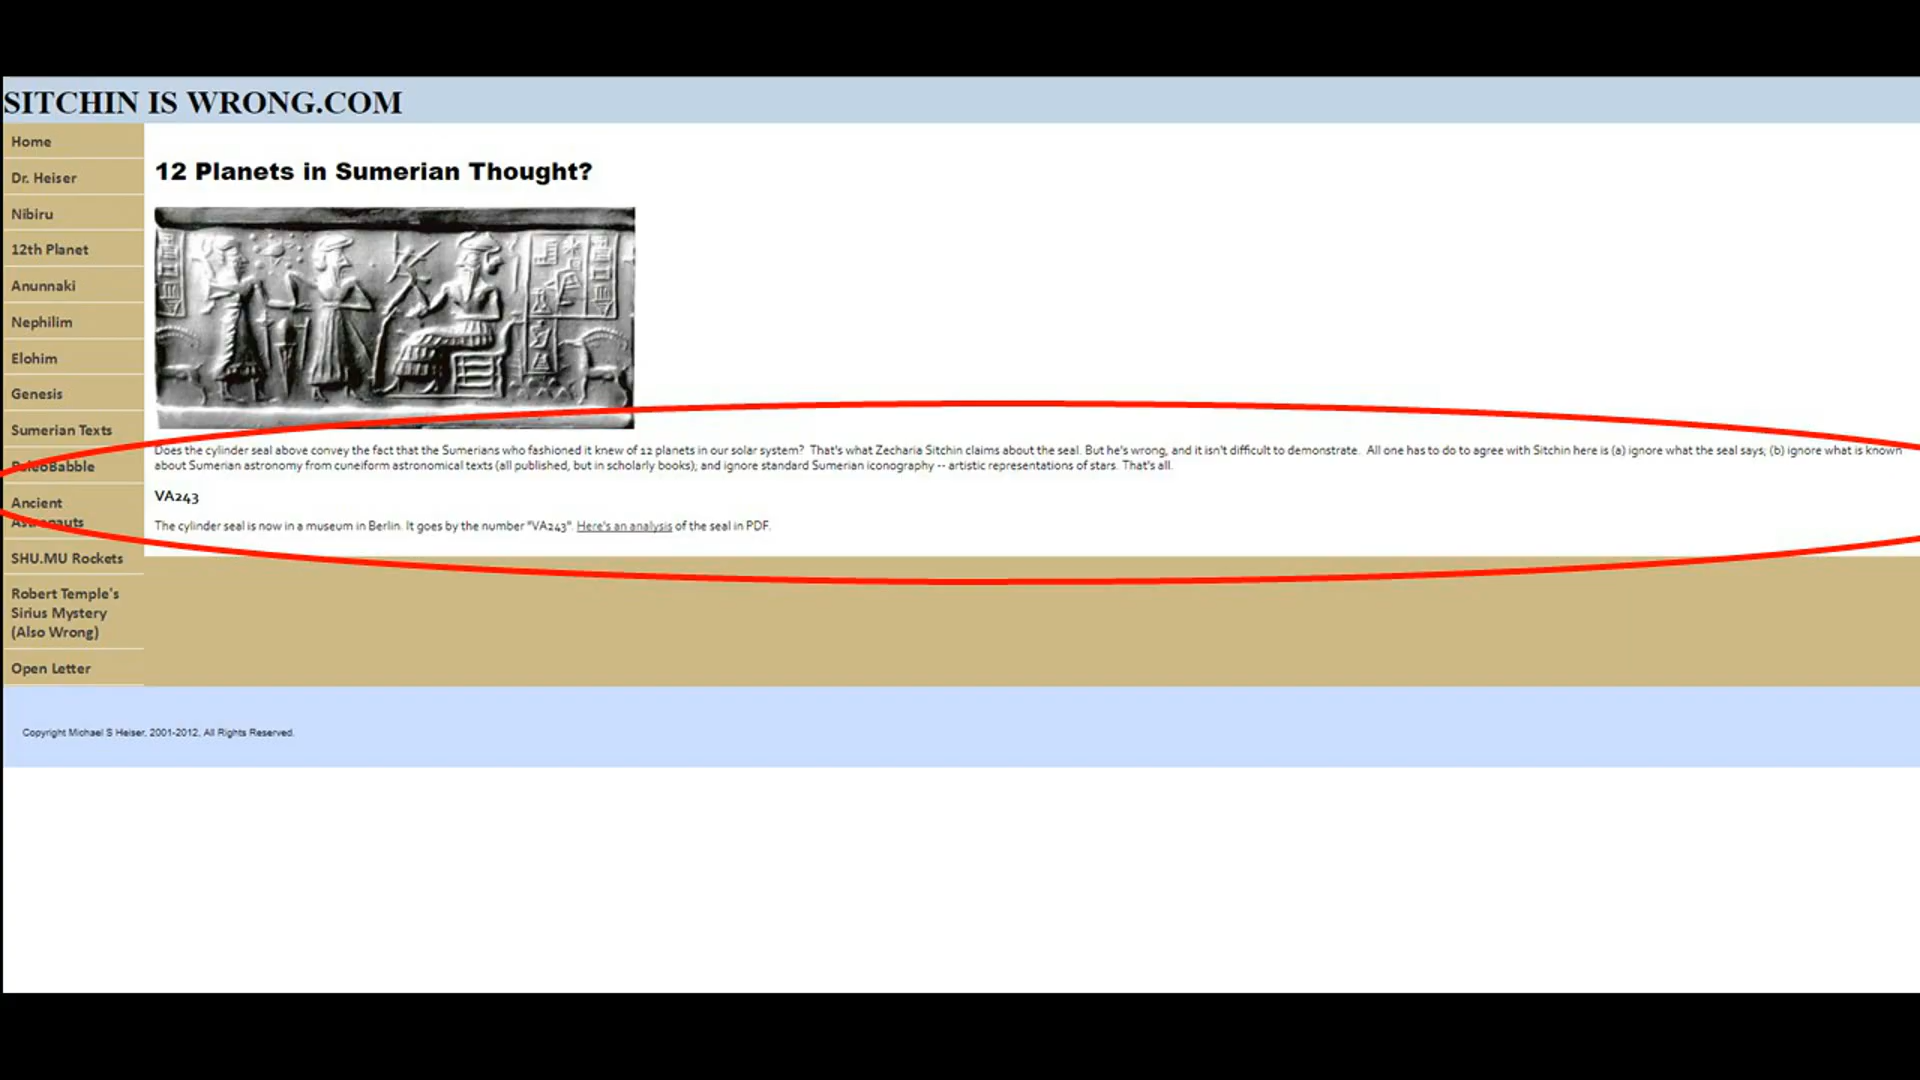 SITCHIN IS WRONG.COM
Home
Dr. Heiser
Nibiru
12th Planet
Anunnaki
Nephilim
Elohim
Genesis
Sumerian Texts
PaleoBabble
Ancient
Astronauts
SHU.MU Rockets
Robert Temple's
Sirius Mystery
(Also Wrong)
Open Letter
12 Planets in Sumerian Thought?
Does the cylinder seal above convey the fact that the Sumerians who fashioned it knew of 12 planets in our solar system? That's what Zecharia Sitchin claims about the seal. But he's wrong, and it isn't difficult to demonstrate. All one has to do to agree with Sitchin here is (a) ignore what the seal says; (b) ignore what is known
about Sumerian astronomy from cuneiform astronomical texts (all published, but in scholarly books); and ignore standard Sumerian iconography -- artistic representations of stars. That's all.
VA243
The cylinder seal is now in a museum in Berlin. It goes by the number "VA243". Here's an analysis of the seal in PDF.
Copyright Michael S Heiser, 2001-2012, All Rights Reserved.